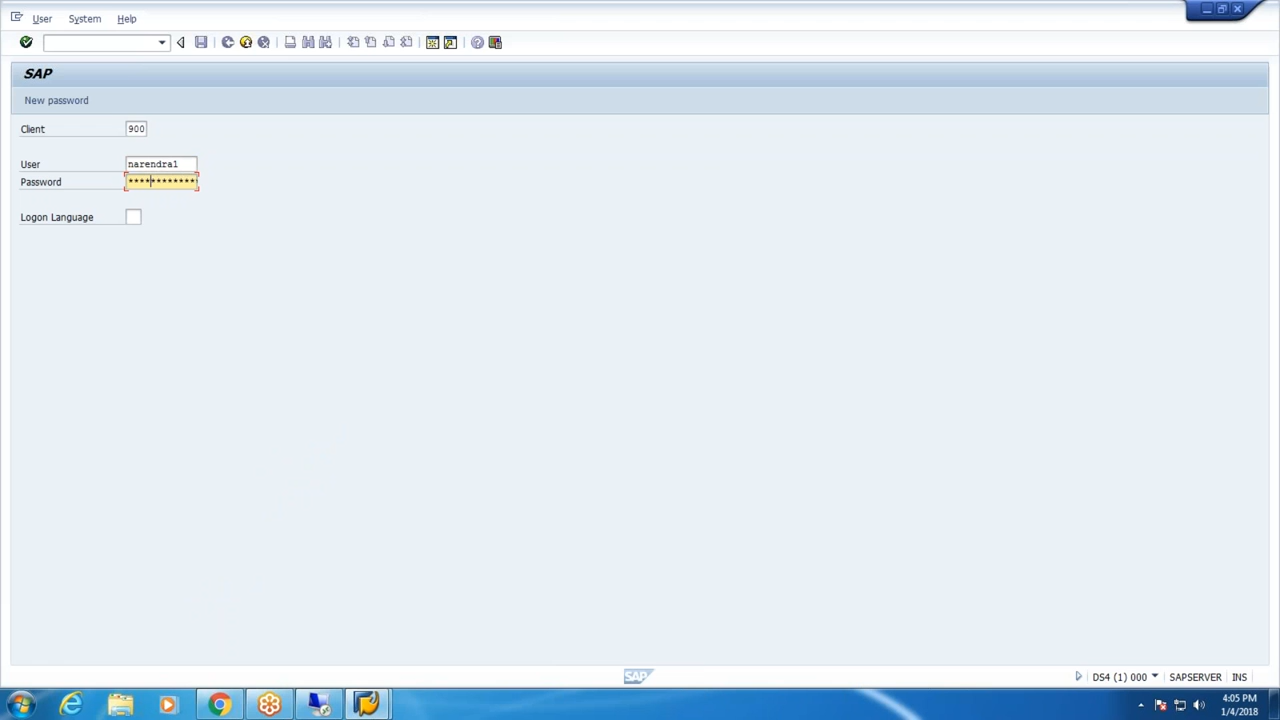 User System Help
SAP
New password
Client 900
User narendra1
Password *************
Logon Language
SAP
DS4 (1) 000 SAPSERVER INS
4:05 PM
1/4/2018